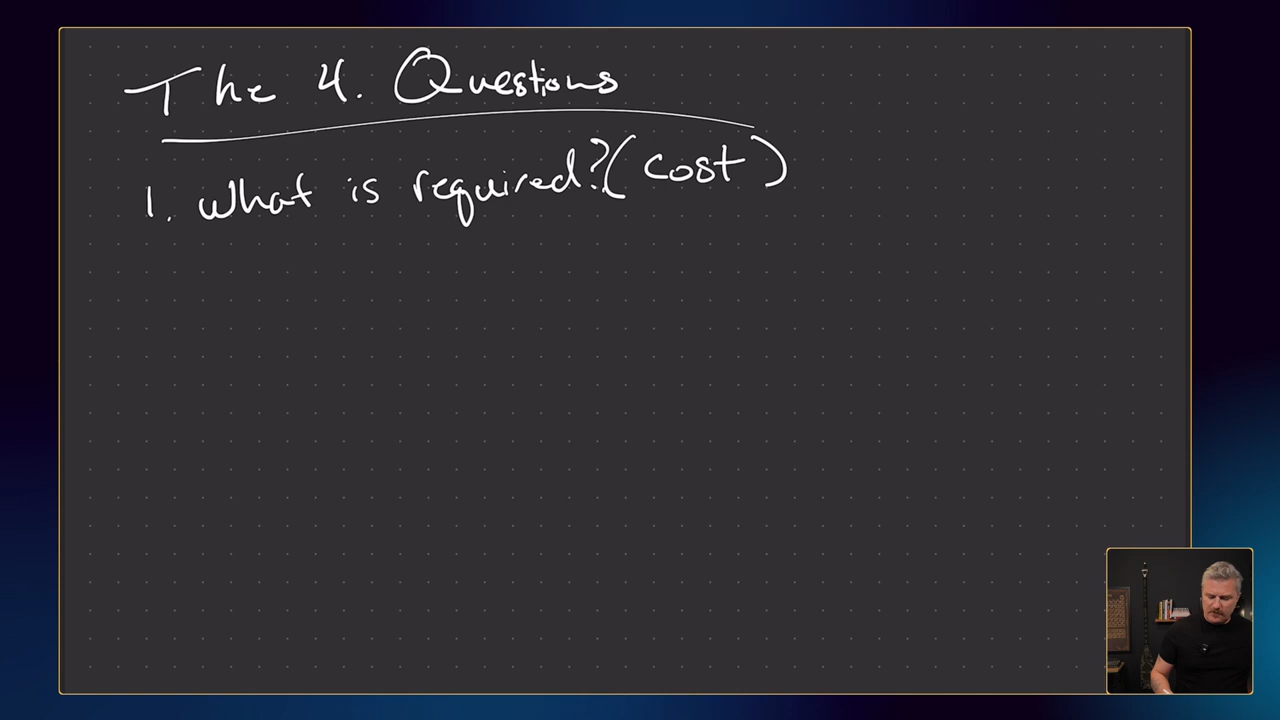 The 4. Questions
1. What is required? (cost)